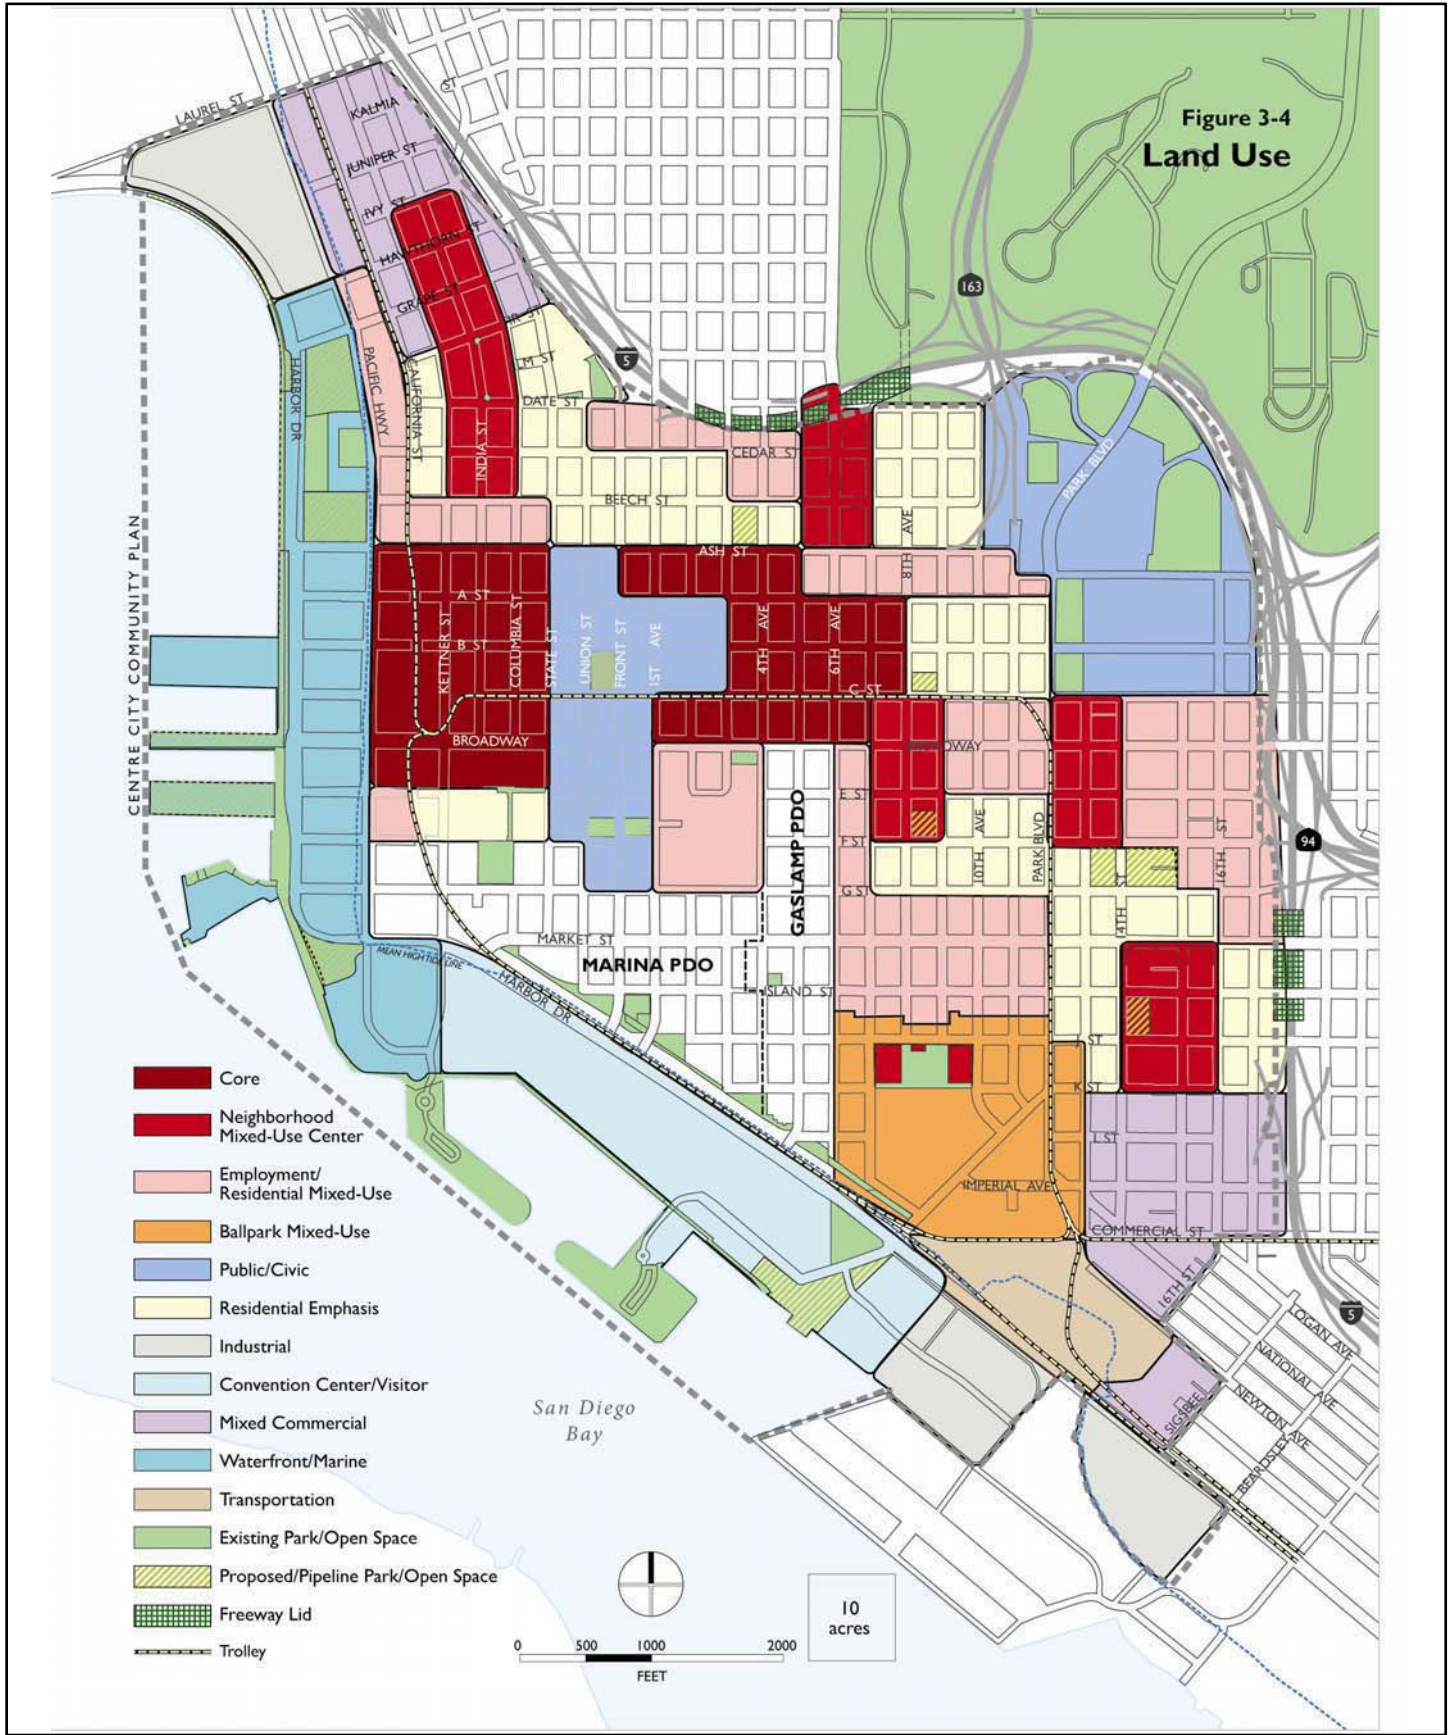 Figure 3-4
Land Use
LAUREL ST
KALMIA
ST
JUNIPER ST
IVY ST
HAWTHORN ST
GRAPE ST
163
5
HARBOR DR
PACIFIC HWY
CALIFORNIA ST
INDIA ST
DATE ST
CEDAR ST
BEECH ST
ASH ST
8TH AVE
PARK BLVD
A ST
B ST
KETTNER ST
COLUMBIA ST
STATE ST
UNION ST
FRONT ST
1ST AVE
4TH AVE
6TH AVE
C ST
BROADWAY
CENTRE CITY COMMUNITY PLAN
E ST
F ST
G ST
GASLAMP PDO
10TH AVE
PARK BLVD
14TH ST
16TH ST
94
MARKET ST
MARINA PDO
MEAN HIGH TIDE LINE
HARBOR DR
ISLAND ST
J ST
K ST
L ST
IMPERIAL AVE
COMMERCIAL ST
16TH ST
LOGAN AVE
NATIONAL AVE
NEWTON AVE
BEARDSLEY
SIGSBEE
5
Core
Neighborhood
Mixed-Use Center
Employment/
Residential Mixed-Use
Ballpark Mixed-Use
Public/Civic
Residential Emphasis
Industrial
Convention Center/Visitor
Mixed Commercial
Waterfront/Marine
Transportation
Existing Park/Open Space
Proposed/Pipeline Park/Open Space
Freeway Lid
Trolley
San Diego
Bay
0 500 1000 2000
FEET
10
acres